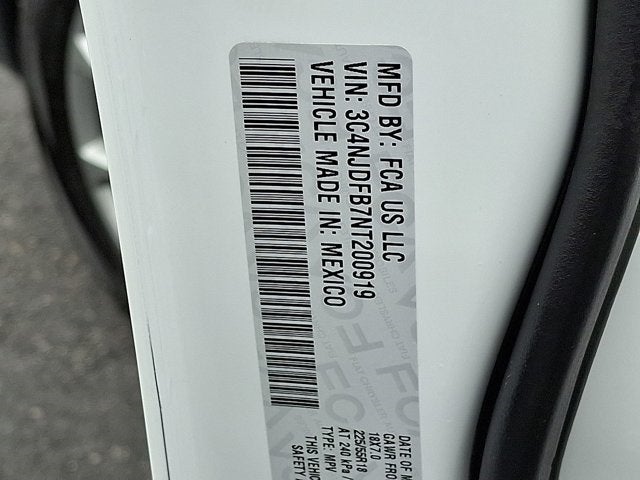 MFD BY: FCA US LLC
VIN: 3C4NJDFB7NT200919
VEHICLE MADE IN: MEXICO
DATE OF M
GAWR FRO
18X7.0
225/55R18
AT 240 kPa /
TYPE: MPV
THIS VEHIC
SAFETY A